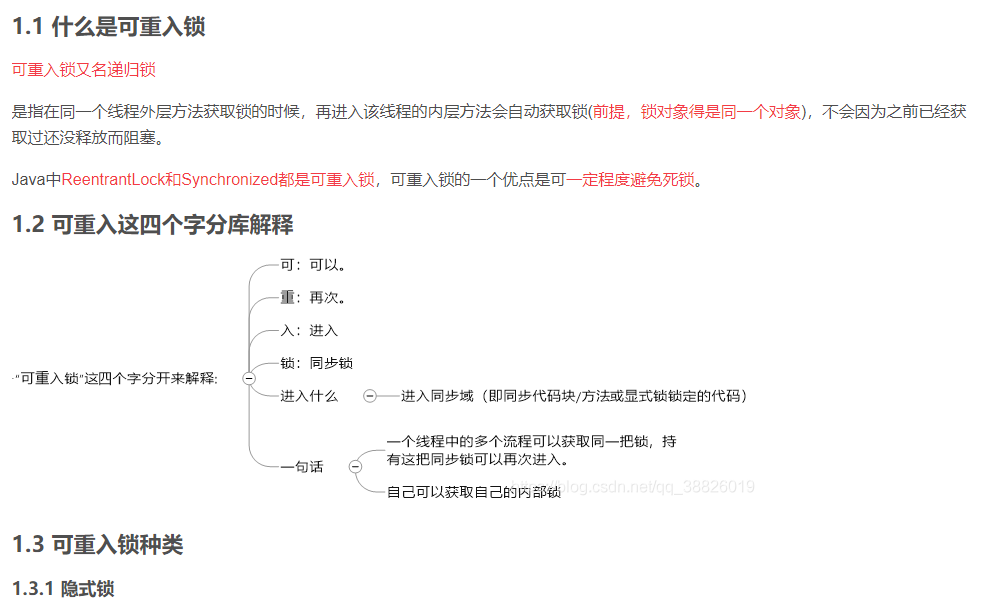 1.1 什么是可重入锁
可重入锁又名递归锁
是指在同一个线程外层方法获取锁的时候，再进入该线程的内层方法会自动获取锁(前提，锁对象得是同一个对象)，不会因为之前已经获
取过还没释放而阻塞。
Java中ReentrantLock和Synchronized都是可重入锁，可重入锁的一个优点是可一定程度避免死锁。
1.2 可重入这四个字分库解释
可：可以。
重：再次。
入：进入
锁：同步锁
·“可重入锁”这四个字分开来解释:
进入什么
进入同步域（即同步代码块/方法或显式锁锁定的代码）
一个线程中的多个流程可以获取同一把锁，持
有这把同步锁可以再次进入。
一句话
自己可以获取自己的内部锁
https://blog.csdn.net/qq_38826019
1.3 可重入锁种类
1.3.1 隐式锁